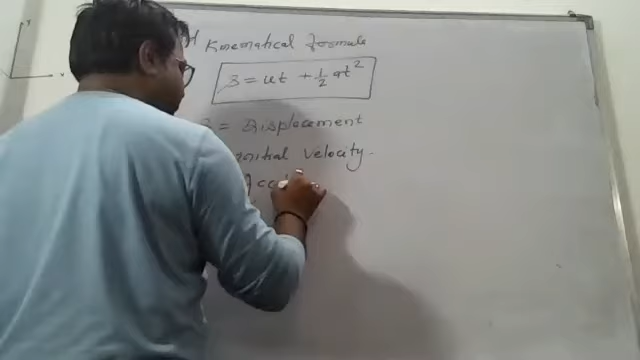 Y
x
Kinematical formula
S = ut + 1/2 at²
= Displacement
initial velocity.